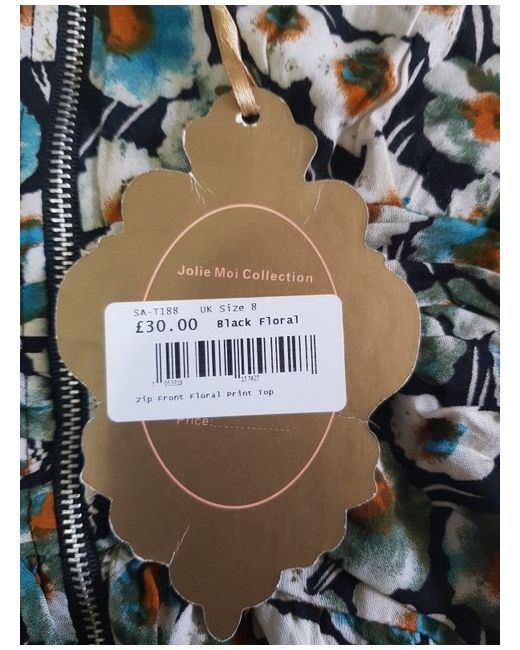 Jolie Moi Collection
SA-T188 UK Size 8
£30.00 Black Floral
Zip Front Floral Print Top
Price: